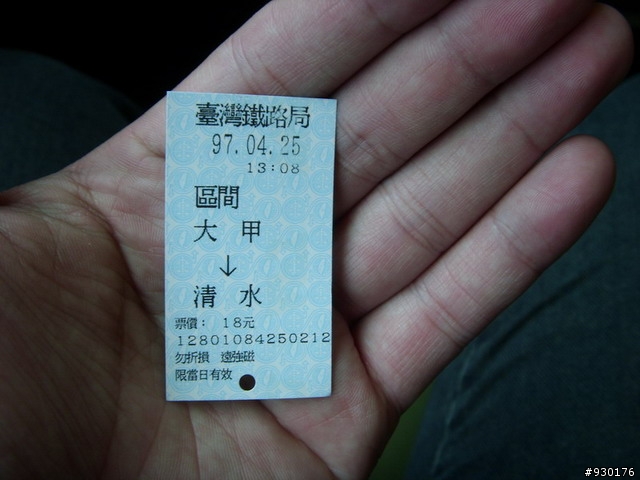 臺灣鐵路局
97.04.25
13:08
區間
大甲
↓
清水
票價: 18元
12801084250212
勿折損 遠強磁
限當日有效
#930176